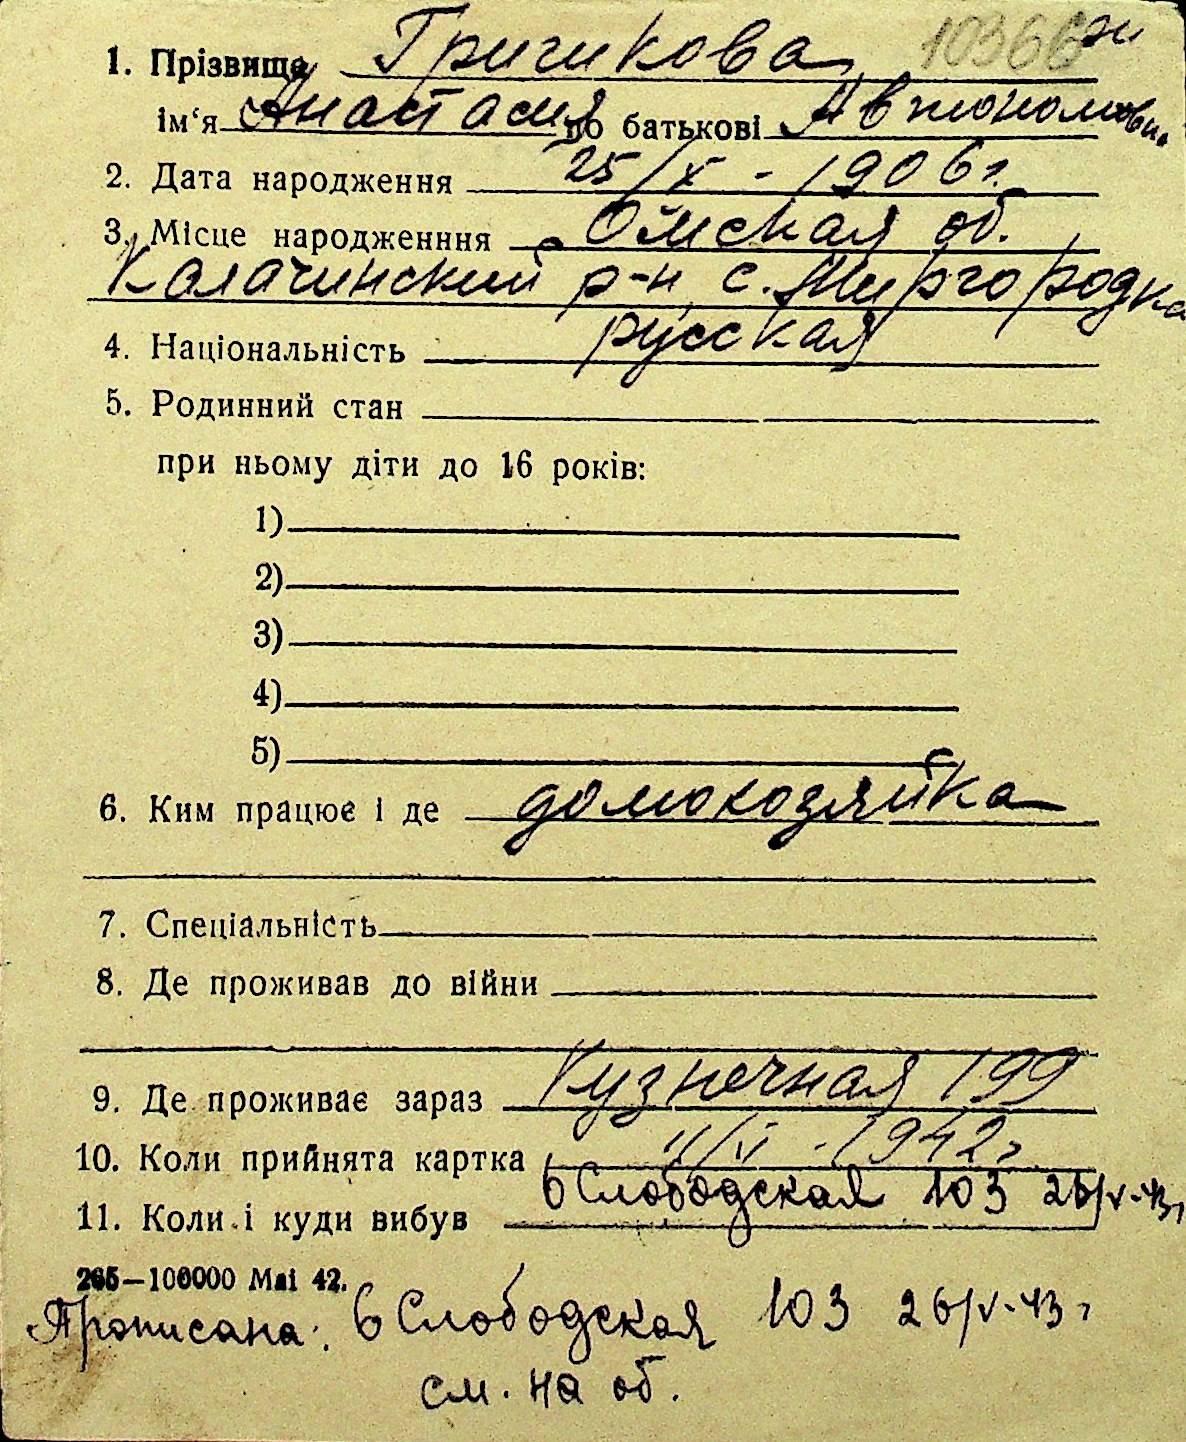 10366 ж
1. Прізвище Гричикова
ім‘я Анастасия по батькові Автономовна
2. Дата народження 25/X - 1906 г.
3. Місце народженння Омская об.
Калачинский р-н, с. Миргородка
4. Національність русская
5. Родинний стан
при ньому діти до 16 років:
1)
2)
3)
4)
5)
6. Ким працює і де домохозяйка
7. Спеціальність
8. Де проживав до війни
9. Де проживає зараз Кузнечная 199
10. Коли прийнята картка 11/VI - 1942 г
11. Коли і куди вибув 6 Слободская 103 26/V-43 г
265—100000 Маі 42.
Прописана: 6 Слободская 103 26/V-43 г
см. на об.